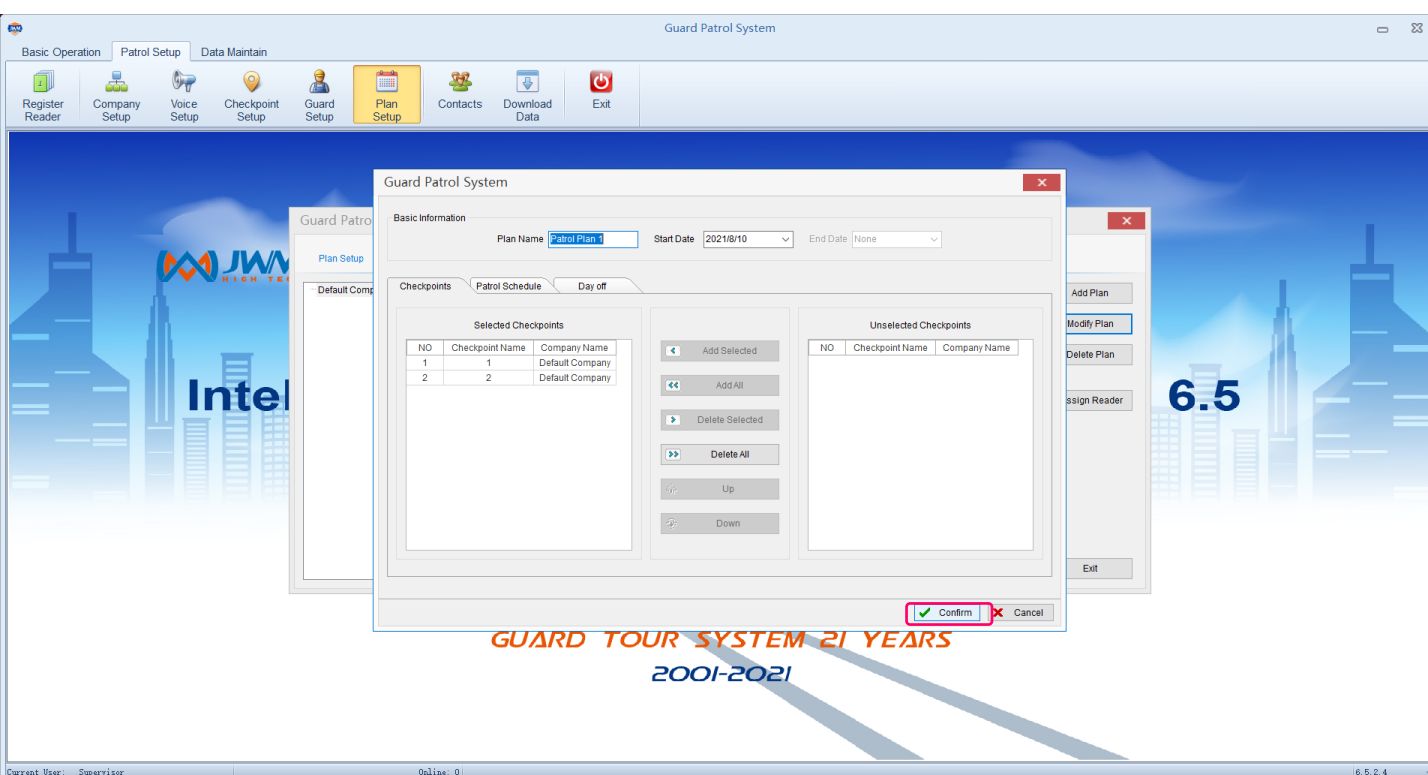 Guard Patrol System
Basic Operation Patrol Setup Data Maintain
Register Reader
Company Setup
Voice Setup
Checkpoint Setup
Guard Setup
Plan Setup
Contacts
Download Data
Exit
JWM
HIGH TE
Intel
6.5
Guard Patro
Plan Setup
Default Comp
Add Plan
Modify Plan
Delete Plan
ssign Reader
Exit
Guard Patrol System
Basic Information
Plan Name Patrol Plan 1 Start Date 2021/8/10 End Date None
Checkpoints Patrol Schedule Day off
Selected Checkpoints
NO Checkpoint Name Company Name
1 1 Default Company
2 2 Default Company
Add Selected
Add All
Delete Selected
Delete All
Up
Down
Unselected Checkpoints
NO Checkpoint Name Company Name
Confirm Cancel
GUARD TOUR SYSTEM 21 YEARS
2001-2021
Current User: Supervisor Online: 0 6.5.2.4